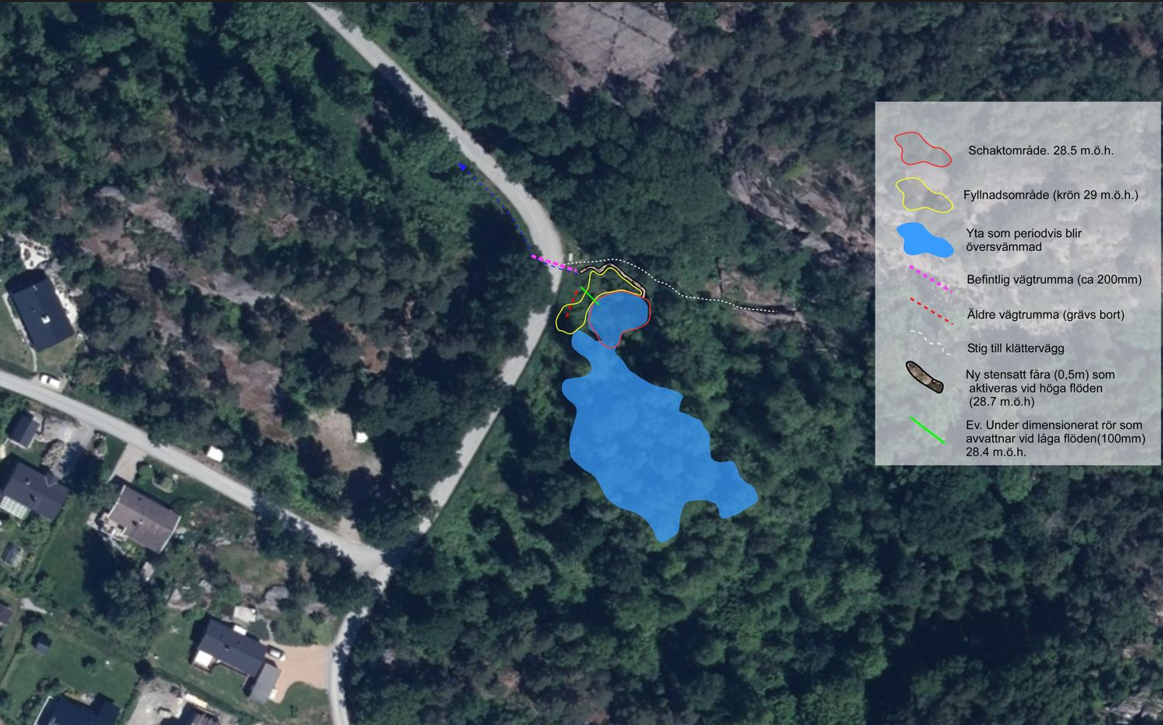 Schaktområde. 28.5 m.ö.h.
Fyllnadsområde (krön 29 m.ö.h.)
Yta som periodvis blir
översvämmad
Befintlig vägtrumma (ca 200mm)
Äldre vägtrumma (grävs bort)
Stig till klättervägg
Ny stensatt fåra (0,5m) som
aktiveras vid höga flöden
(28.7 m.ö.h)
Ev. Under dimensionerat rör som
avvattnar vid låga flöden(100mm)
28.4 m.ö.h.